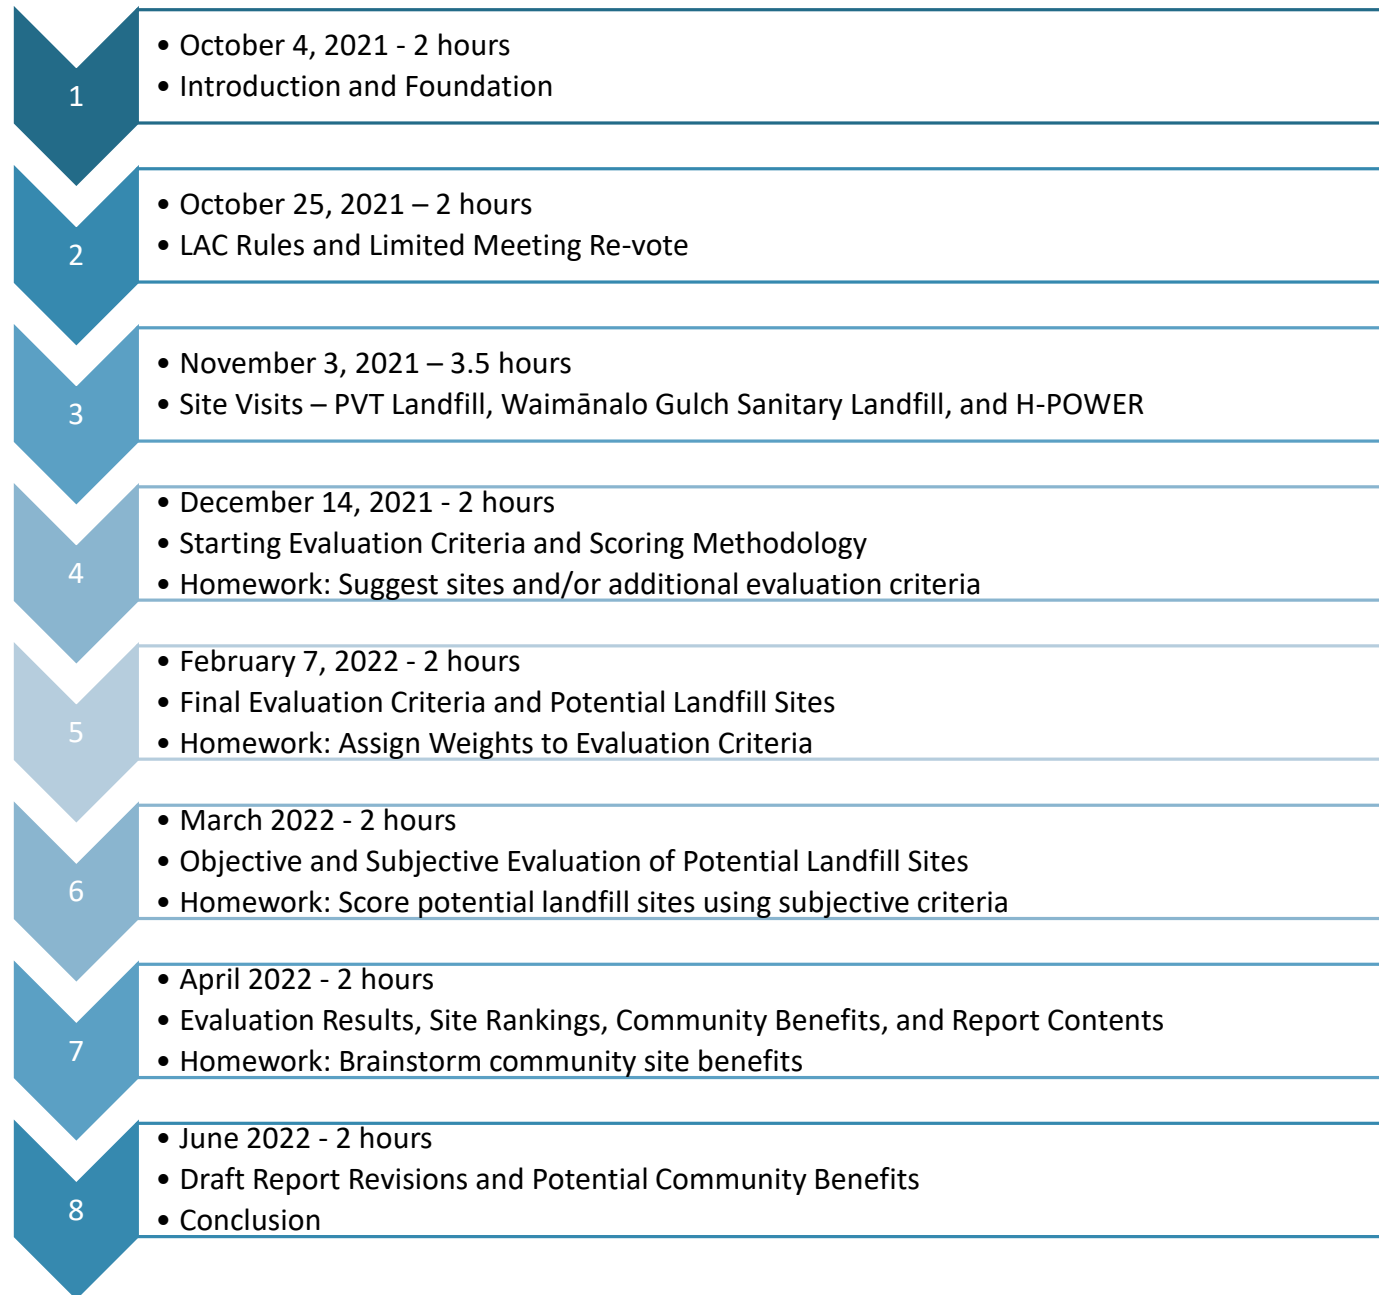 1
• October 4, 2021 - 2 hours
• Introduction and Foundation
2
• October 25, 2021 – 2 hours
• LAC Rules and Limited Meeting Re-vote
3
• November 3, 2021 – 3.5 hours
• Site Visits – PVT Landfill, Waimānalo Gulch Sanitary Landfill, and H-POWER
4
• December 14, 2021 - 2 hours
• Starting Evaluation Criteria and Scoring Methodology
• Homework: Suggest sites and/or additional evaluation criteria
5
• February 7, 2022 - 2 hours
• Final Evaluation Criteria and Potential Landfill Sites
• Homework: Assign Weights to Evaluation Criteria
6
• March 2022 - 2 hours
• Objective and Subjective Evaluation of Potential Landfill Sites
• Homework: Score potential landfill sites using subjective criteria
7
• April 2022 - 2 hours
• Evaluation Results, Site Rankings, Community Benefits, and Report Contents
• Homework: Brainstorm community site benefits
8
• June 2022 - 2 hours
• Draft Report Revisions and Potential Community Benefits
• Conclusion